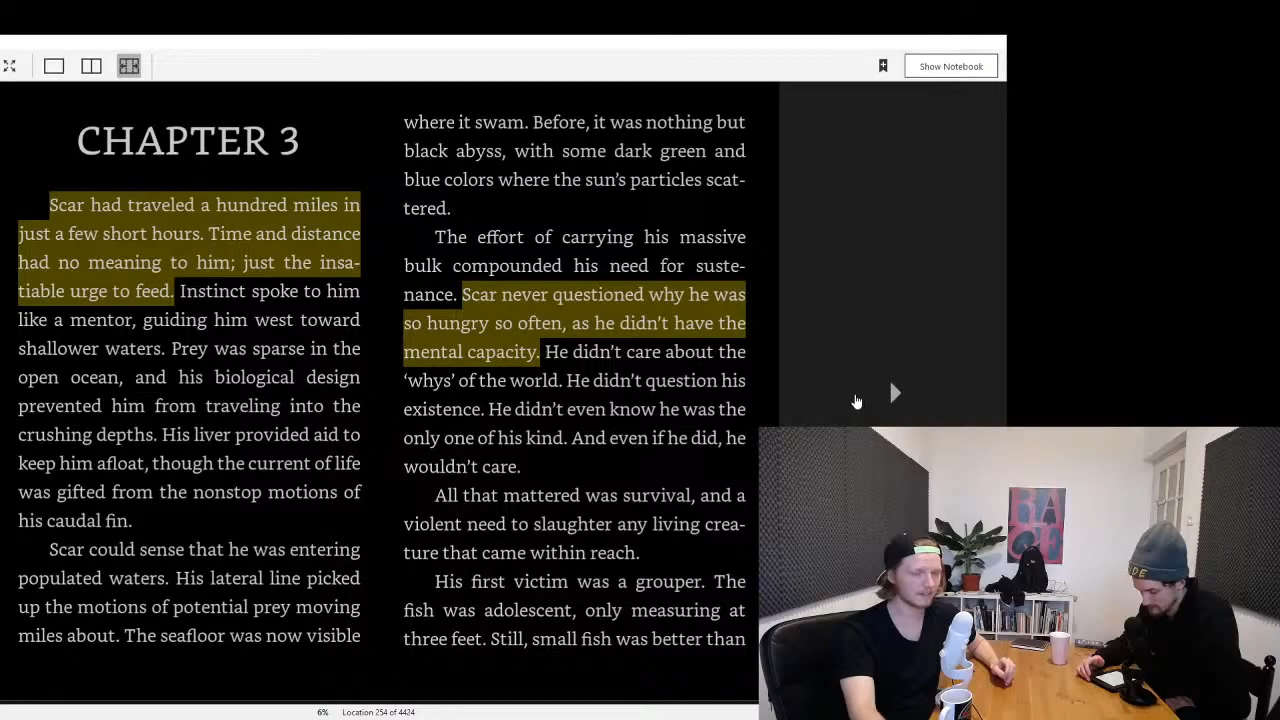 Show Notebook
CHAPTER 3
Scar had traveled a hundred miles in
just a few short hours. Time and distance
had no meaning to him; just the insa-
tiable urge to feed. Instinct spoke to him
like a mentor, guiding him west toward
shallower waters. Prey was sparse in the
open ocean, and his biological design
prevented him from traveling into the
crushing depths. His liver provided aid to
keep him afloat, though the current of life
was gifted from the nonstop motions of
his caudal fin.
Scar could sense that he was entering
populated waters. His lateral line picked
up the motions of potential prey moving
miles about. The seafloor was now visible
where it swam. Before, it was nothing but
black abyss, with some dark green and
blue colors where the sun’s particles scat-
tered.
The effort of carrying his massive
bulk compounded his need for suste-
nance. Scar never questioned why he was
so hungry so often, as he didn’t have the
mental capacity. He didn’t care about the
‘whys’ of the world. He didn’t question his
existence. He didn’t even know he was the
only one of his kind. And even if he did, he
wouldn’t care.
All that mattered was survival, and a
violent need to slaughter any living crea-
ture that came within reach.
His first victim was a grouper. The
fish was adolescent, only measuring at
three feet. Still, small fish was better than
6% Location 254 of 4424
RA
GE